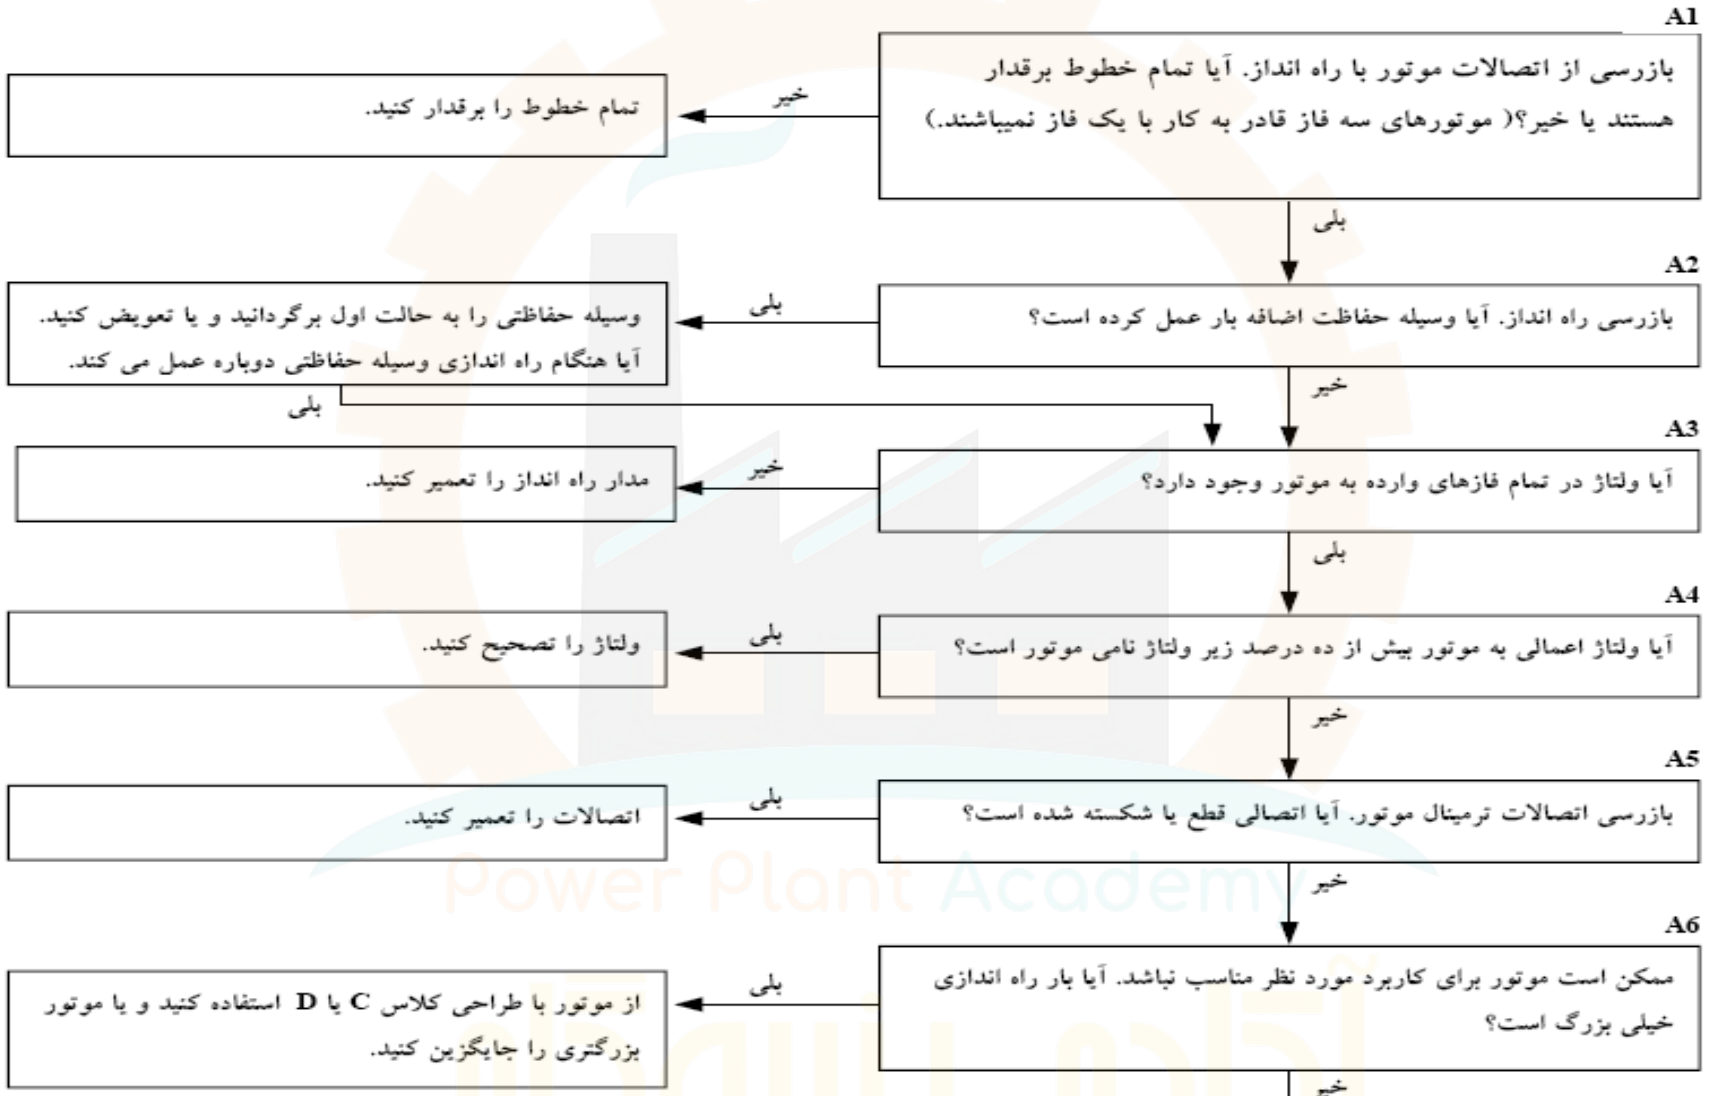 A1
بازرسی از اتصالات موتور با راه انداز. آیا تمام خطوط برقدار
هستند یا خیر؟( موتورهای سه فاز قادر به کار با یک فاز نمیباشند.)
خیر
تمام خطوط را برقدار کنید.
بلی
A2
بازرسی راه انداز. آیا وسیله حفاظت اضافه بار عمل کرده است؟
بلی
وسیله حفاظتی را به حالت اول برگردانید و یا تعویض کنید.
آیا هنگام راه اندازی وسیله حفاظتی دوباره عمل می کند.
بلی
خیر
A3
آیا ولتاژ در تمام فازهای وارده به موتور وجود دارد؟
خیر
مدار راه انداز را تعمیر کنید.
بلی
A4
آیا ولتاژ اعمالی به موتور بیش از ده درصد زیر ولتاژ نامی موتور است؟
بلی
ولتاژ را تصحیح کنید.
خیر
A5
بازرسی اتصالات ترمینال موتور. آیا اتصالی قطع یا شکسته شده است؟
بلی
اتصالات را تعمیر کنید.
خیر
Power Plant Academy
A6
ممکن است موتور برای کاربرد مورد نظر مناسب نباشد. آیا بار راه اندازی
خیلی بزرگ است؟
بلی
از موتور با طراحی کلاس C یا D استفاده کنید و یا موتور
بزرگتری را جایگزین کنید.
خیر